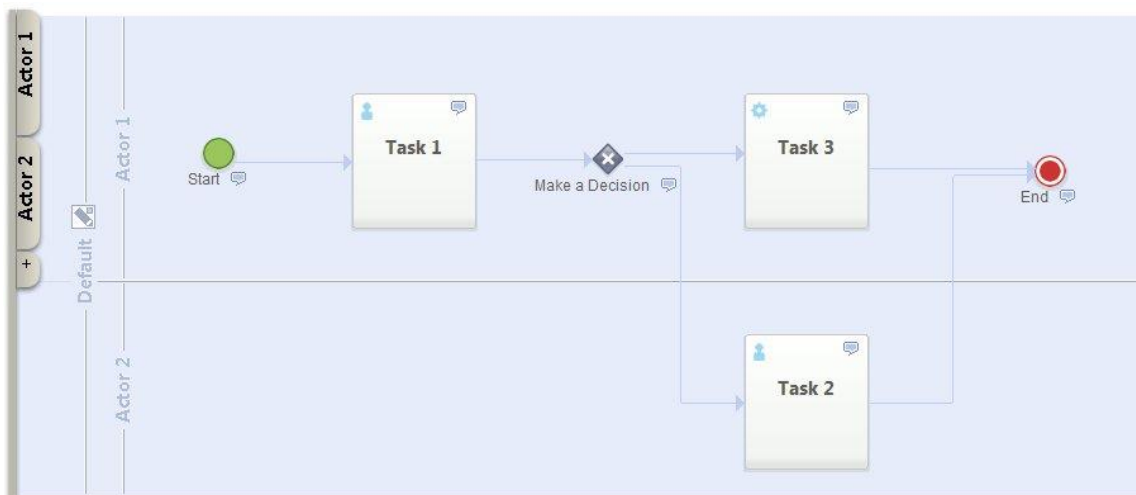 Actor 1
Actor 2
+
Default
Actor 1
Actor 2
Start
Task 1
Make a Decision
Task 3
End
Task 2